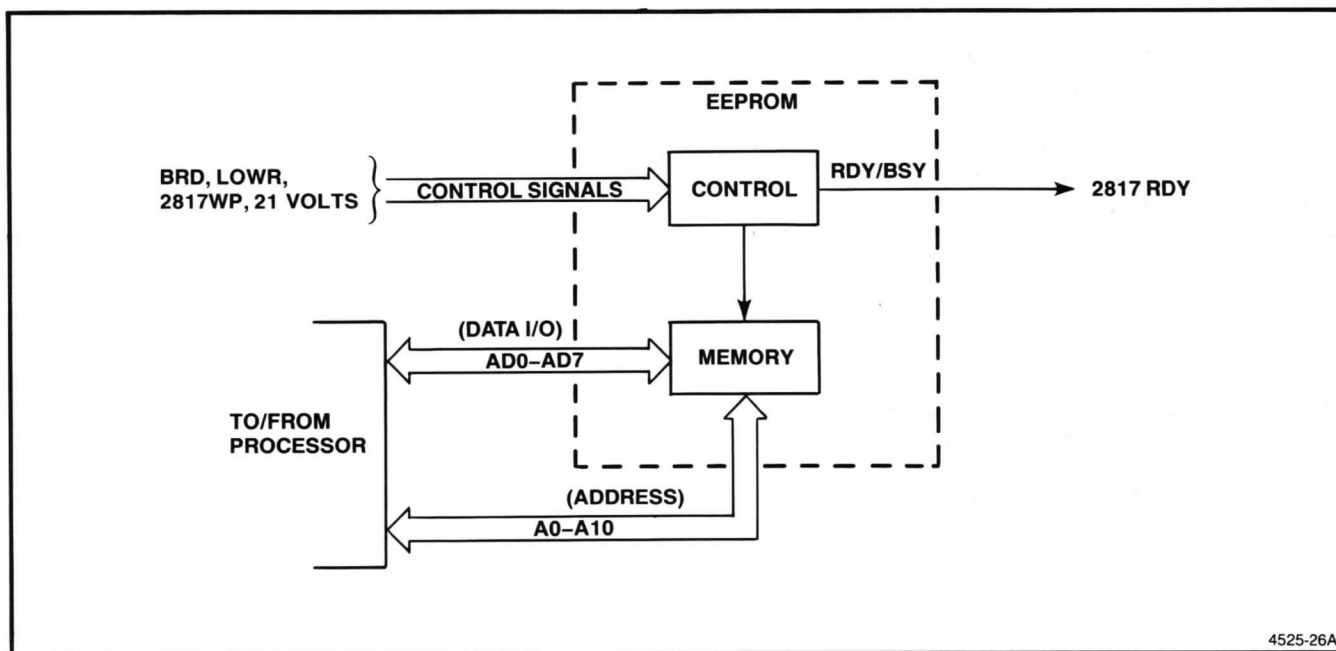 EEPROM
BRD, LOWR,
2817WP, 21 VOLTS
CONTROL SIGNALS
CONTROL
RDY/BSY
2817 RDY
(DATA I/O)
AD0–AD7
MEMORY
TO/FROM
PROCESSOR
(ADDRESS)
A0–A10
4525-26A